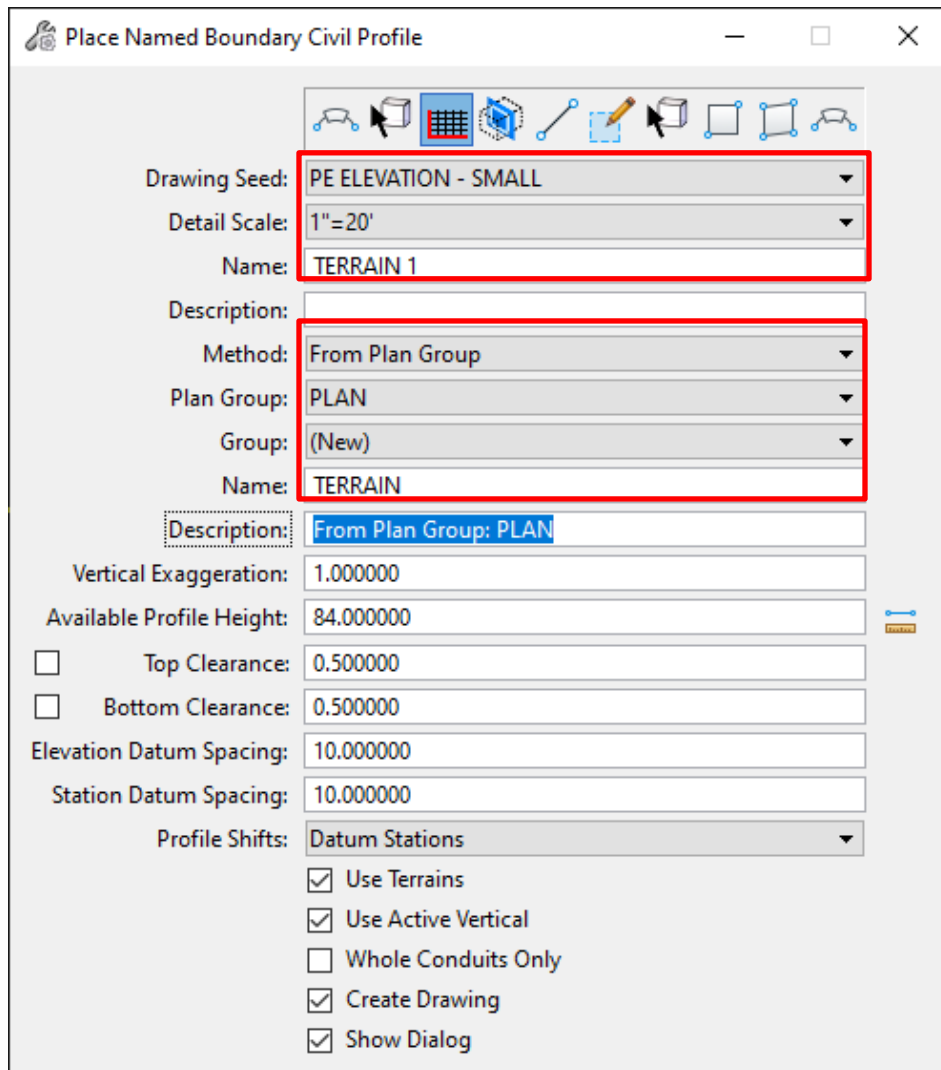 Place Named Boundary Civil Profile
Drawing Seed: PE ELEVATION - SMALL
Detail Scale: 1"=20'
Name: TERRAIN 1
Description:
Method: From Plan Group
Plan Group: PLAN
Group: (New)
Name: TERRAIN
Description: From Plan Group: PLAN
Vertical Exaggeration: 1.000000
Available Profile Height: 84.000000
Top Clearance: 0.500000
Bottom Clearance: 0.500000
Elevation Datum Spacing: 10.000000
Station Datum Spacing: 10.000000
Profile Shifts: Datum Stations
Use Terrains
Use Active Vertical
Whole Conduits Only
Create Drawing
Show Dialog